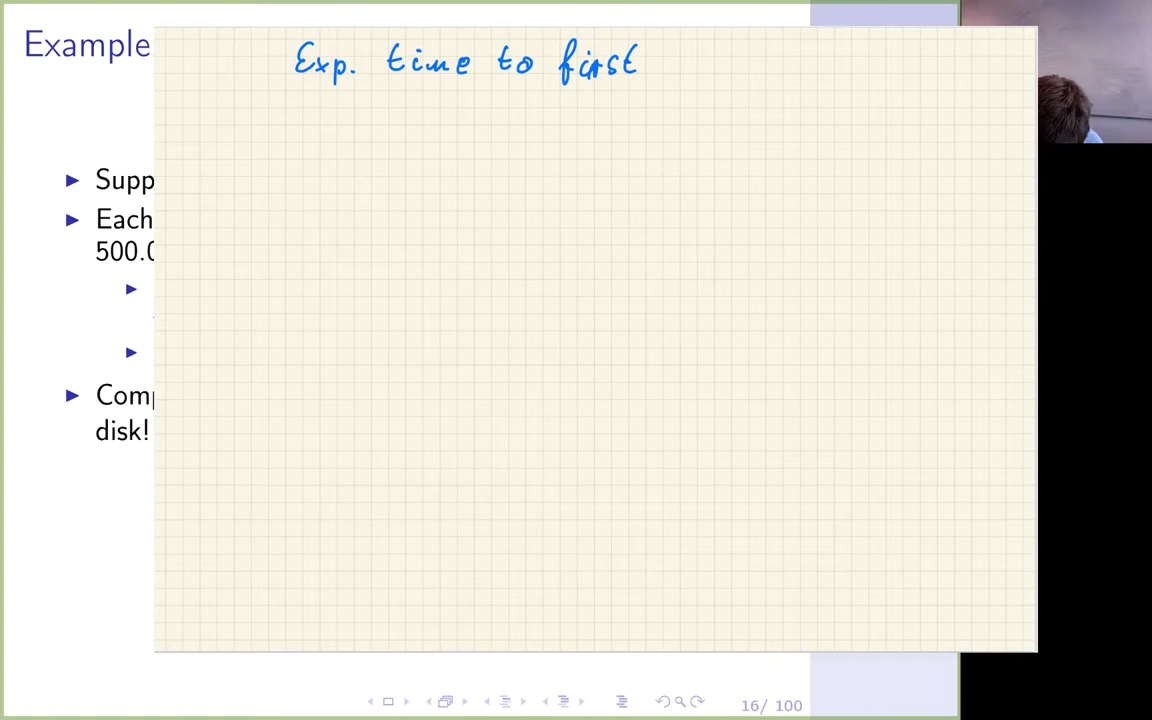 Example
Exp. time to first
Supp
Each
500.0
Comp
disk!
16/ 100